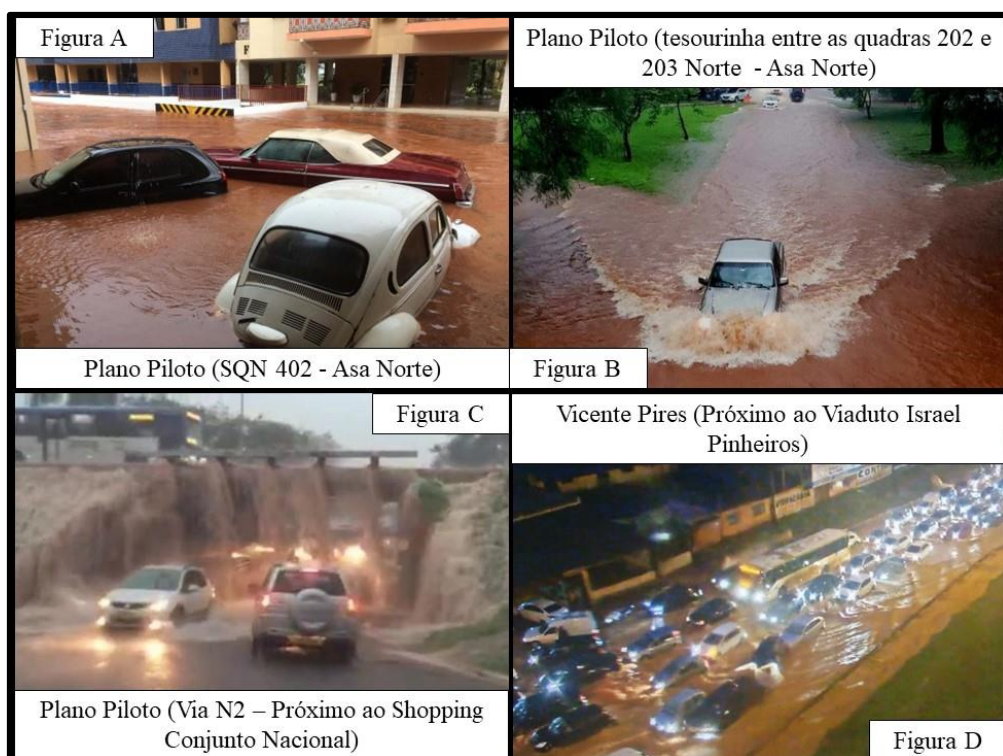 Figura A
Plano Piloto (SQN 402 - Asa Norte)
Plano Piloto (tesourinha entre as quadras 202 e
203 Norte - Asa Norte)
Figura B
Figura C
Plano Piloto (Via N2 – Próximo ao Shopping
Conjunto Nacional)
Vicente Pires (Próximo ao Viaduto Israel
Pinheiros)
Figura D